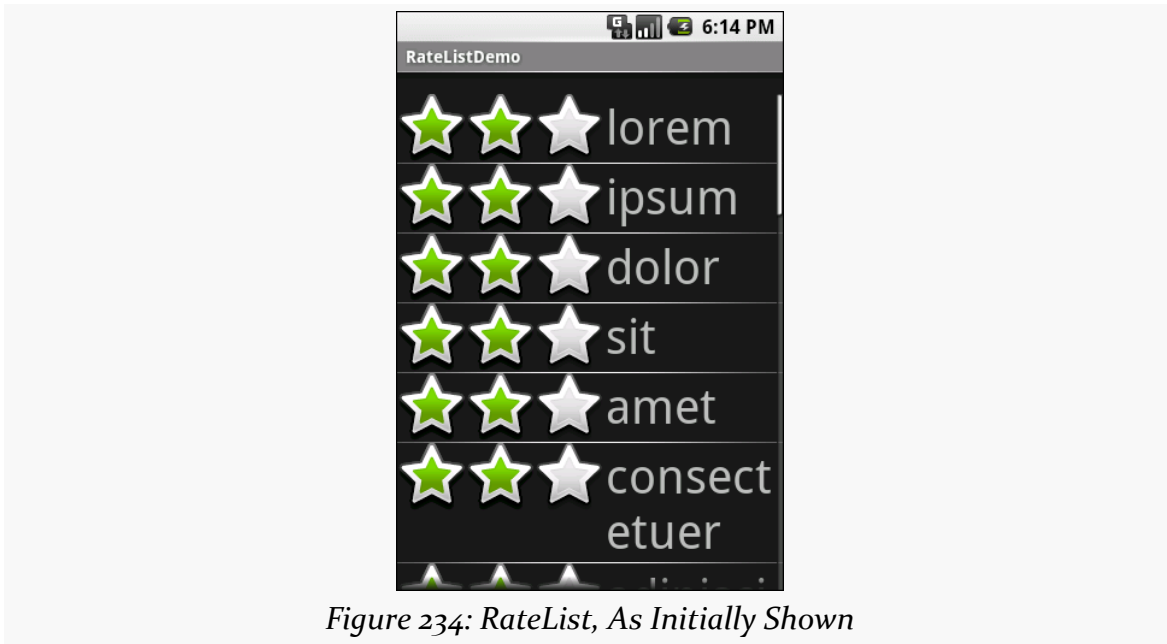 6:14 PM
RateListDemo
lorem
ipsum
dolor
sit
amet
consect
etuer
Figure 234: RateList, As Initially Shown